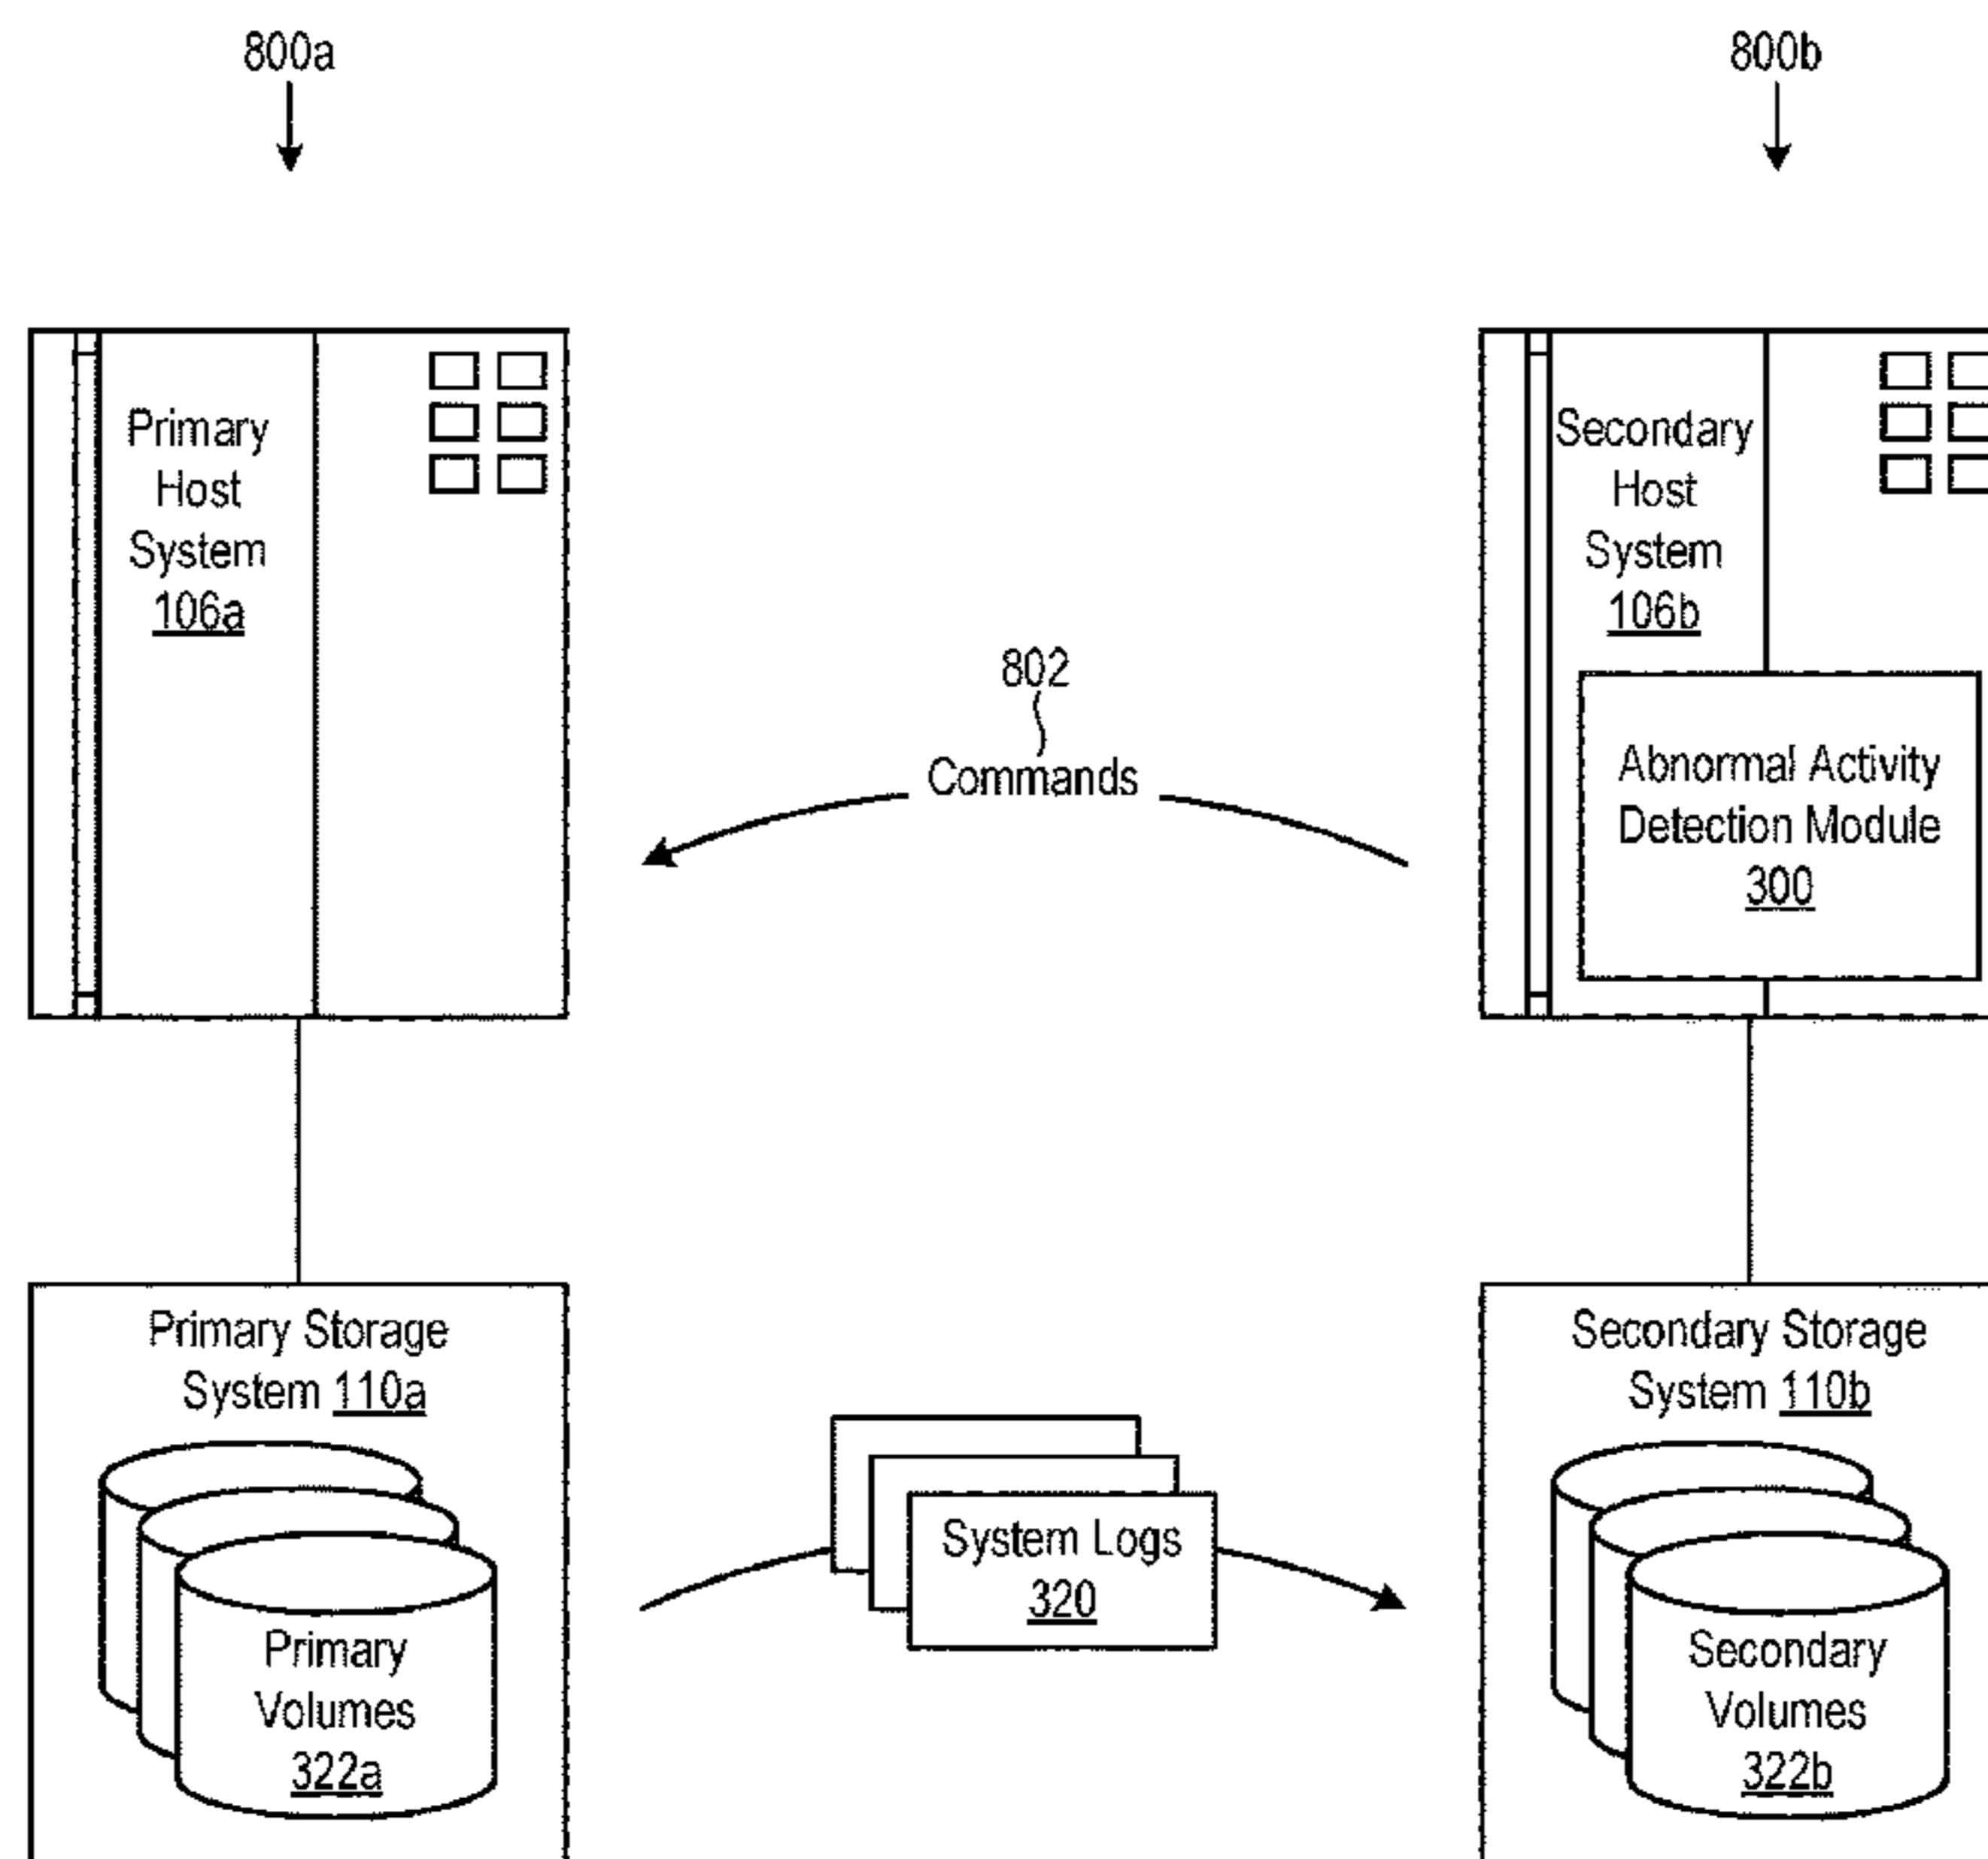 800a
800b
Primary
Host
System
106a
Secondary
Host
System
106b
802
Commands
Abnormal Activity
Detection Module
300
Primary Storage
System 110a
Secondary Storage
System 110b
System Logs
320
Primary
Volumes
322a
Secondary
Volumes
322b